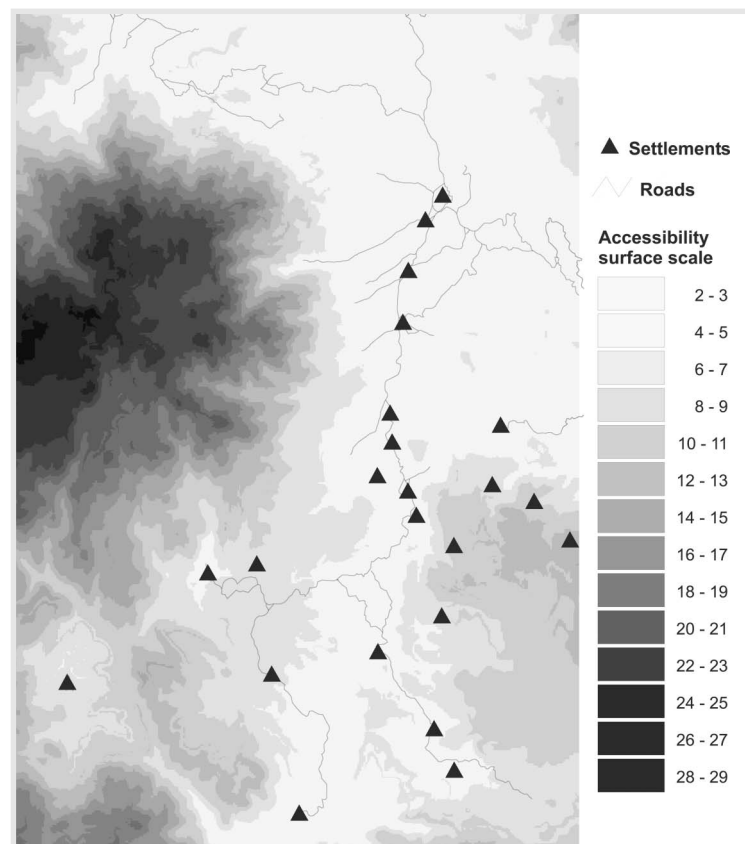 Settlements
Roads
Accessibility
surface scale
2 - 3
4 - 5
6 - 7
8 - 9
10 - 11
12 - 13
14 - 15
16 - 17
18 - 19
20 - 21
22 - 23
24 - 25
26 - 27
28 - 29